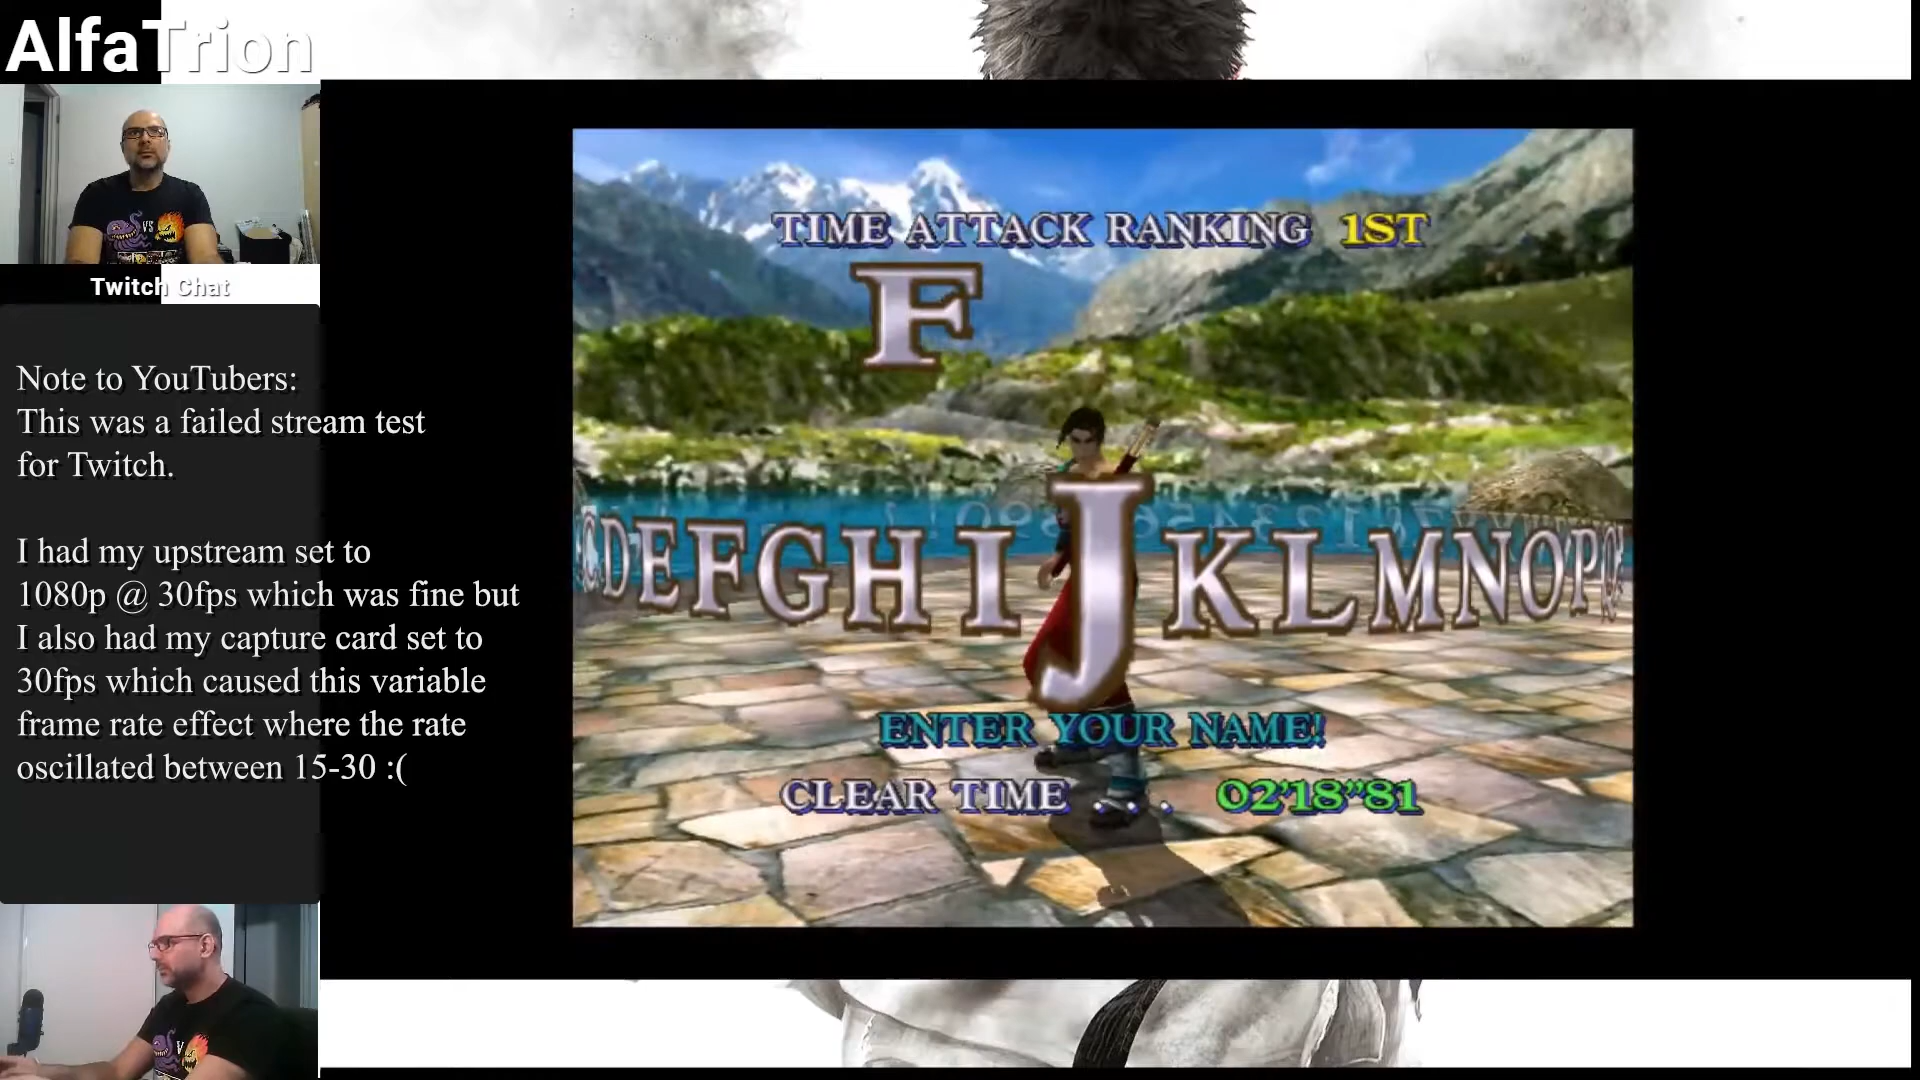 AlfaTrion
Twitch Chat
Note to YouTubers:
This was a failed stream test
for Twitch.
I had my upstream set to
1080p @ 30fps which was fine but
I also had my capture card set to
30fps which caused this variable
frame rate effect where the rate
oscillated between 15-30 :(
TIME ATTACK RANKING 1ST
F
CDEFGHIJKLMNOPQ
ENTER YOUR NAME!
CLEAR TIME . . . 02'18"81
VS